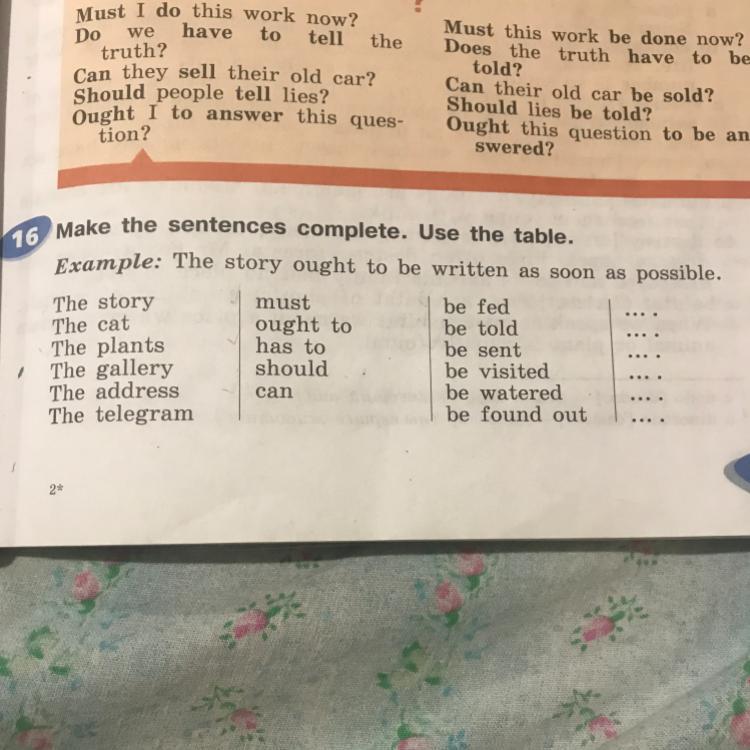 Must I do this work now?
Do we have to tell the
truth?
Can they sell their old car?
Should people tell lies?
Ought I to answer this ques-
tion?
?
Must this work be done now?
Does the truth have to be
told?
Can their old car be sold?
Should lies be told?
Ought this question to be an
swered?
16 Make the sentences complete. Use the table.
Example: The story ought to be written as soon as possible.
The story must be fed ... .
The cat ought to be told ... .
The plants has to be sent ... .
The gallery should be visited ... .
The address can be watered ... .
The telegram be found out ... .
2*